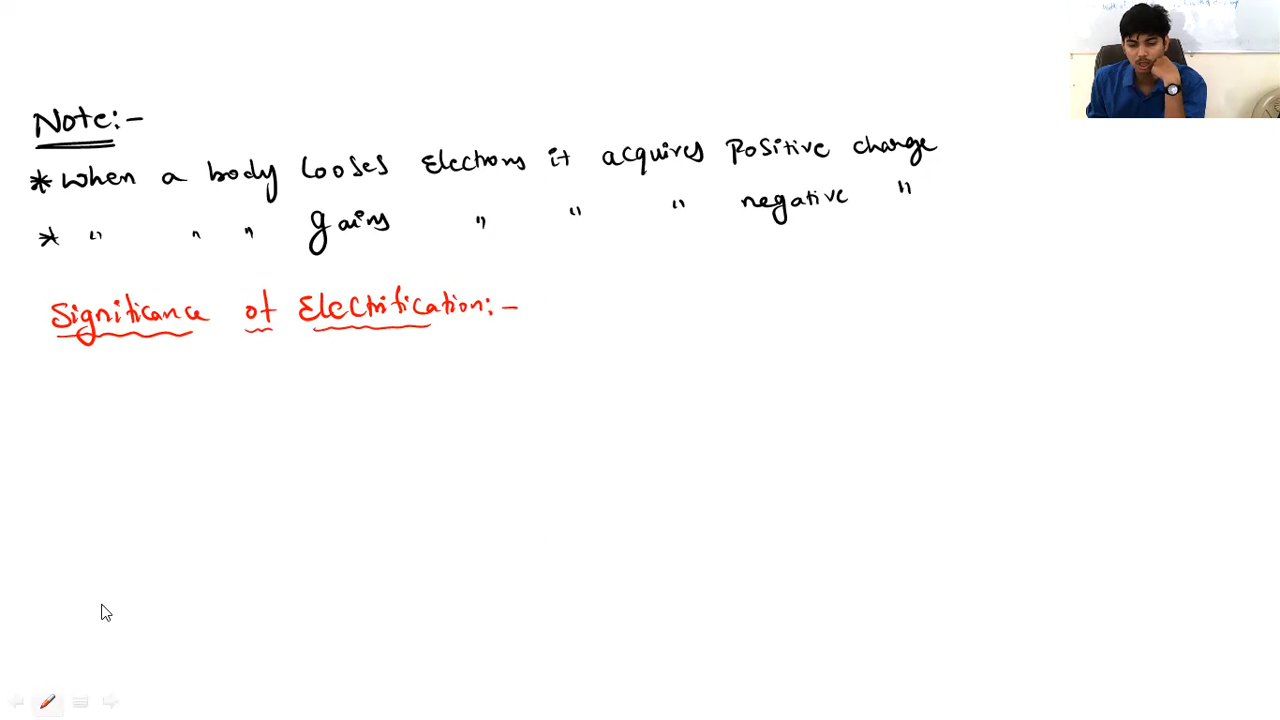 Note:-
* When a body looses Electrons it acquires Positive charge
* " " " gains " " " negative "
Significance of Electrification:-